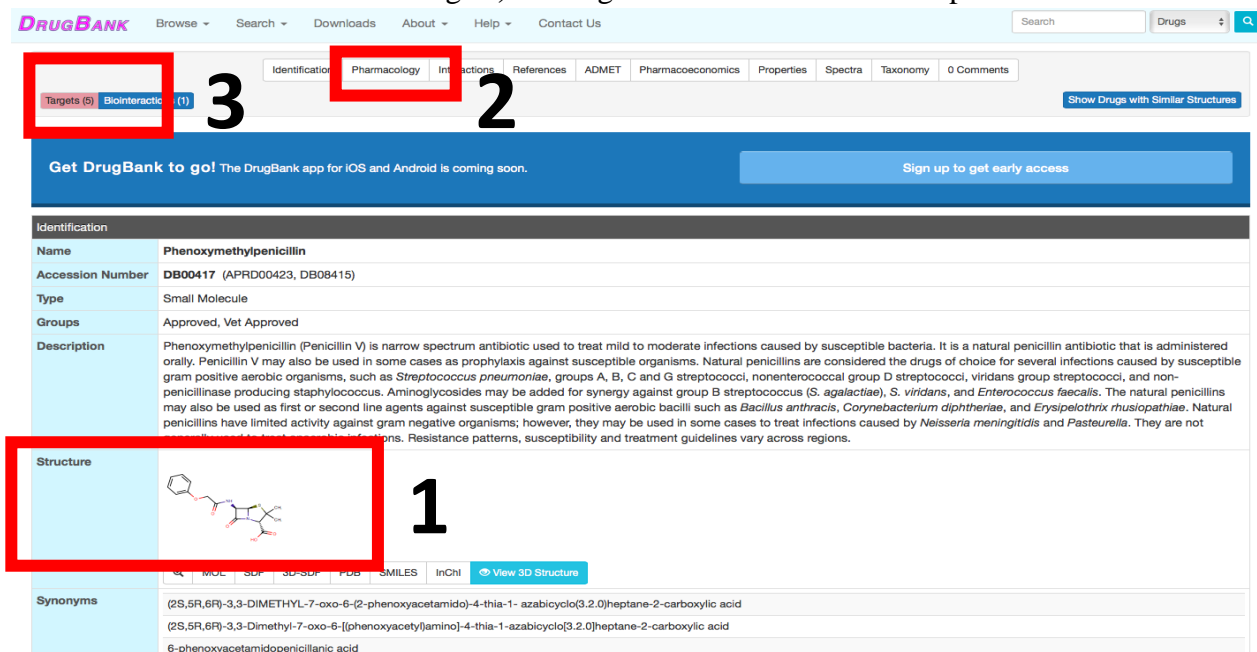 DRUGBANK Browse Search Downloads About Help Contact Us Search Drugs
Identification Pharmacology Interactions References ADMET Pharmacoeconomics Properties Spectra Taxonomy 0 Comments
3
2
Targets (5) Biointeractions (1) Show Drugs with Similar Structures
Get DrugBank to go! The DrugBank app for iOS and Android is coming soon. Sign up to get early access
Identification
Name Phenoxymethylpenicillin
Accession Number DB00417 (APRD00423, DB08415)
Type Small Molecule
Groups Approved, Vet Approved
Description Phenoxymethylpenicillin (Penicillin V) is narrow spectrum antibiotic used to treat mild to moderate infections caused by susceptible bacteria. It is a natural penicillin antibiotic that is administered
orally. Penicillin V may also be used in some cases as prophylaxis against susceptible organisms. Natural penicillins are considered the drugs of choice for several infections caused by susceptible
gram positive aerobic organisms, such as Streptococcus pneumoniae, groups A, B, C and G streptococci, nonenterococcal group D streptococci, viridans group streptococci, and non-
penicillinase producing staphylococcus. Aminoglycosides may be added for synergy against group B streptococcus (S. agalactiae), S. viridans, and Enterococcus faecalis. The natural penicillins
may also be used as first or second line agents against susceptible gram positive aerobic bacilli such as Bacillus anthracis, Corynebacterium diphtheriae, and Erysipelothrix rhusiopathiae. Natural
penicillins have limited activity against gram negative organisms; however, they may be used in some cases to treat infections caused by Neisseria meningitidis and Pasteurella. They are not
generally used to treat anaerobic infections. Resistance patterns, susceptibility and treatment guidelines vary across regions.
Structure
1
MOL SDF 3D-SDF PDB SMILES InChI View 3D Structure
Synonyms (2S,5R,6R)-3,3-DIMETHYL-7-oxo-6-(2-phenoxyacetamido)-4-thia-1- azabicyclo(3.2.0)heptane-2-carboxylic acid
(2S,5R,6R)-3,3-Dimethyl-7-oxo-6-[(phenoxyacetyl)amino]-4-thia-1-azabicyclo[3.2.0]heptane-2-carboxylic acid
6-phenoxyacetamidopenicillanic acid